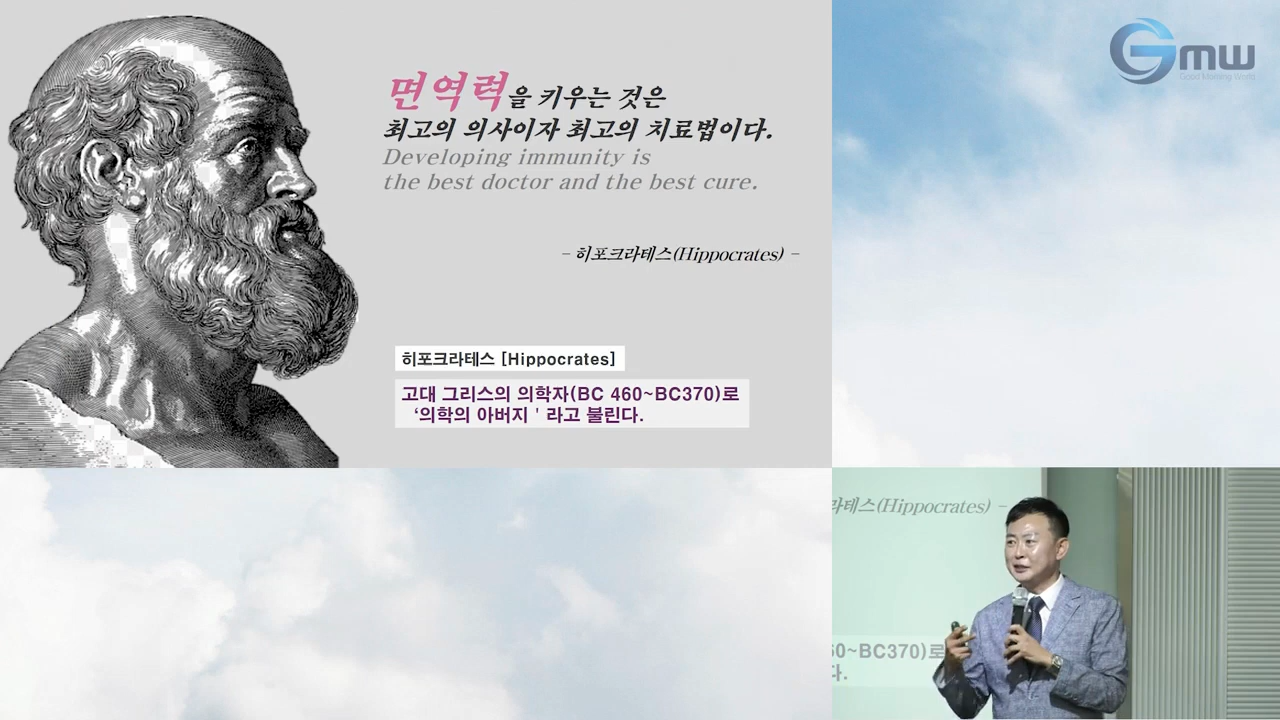 면역력을 키우는 것은
최고의 의사이자 최고의 치료법이다.
Developing immunity is
the best doctor and the best cure.
- 히포크라테스(Hippocrates) -
히포크라테스 [Hippocrates]
고대 그리스의 의학자(BC 460~BC370)로
‘의학의 아버지 ' 라고 불린다.
Gmw
Good Morning World
라테스(Hippocrates) -
60~BC370)로
다.